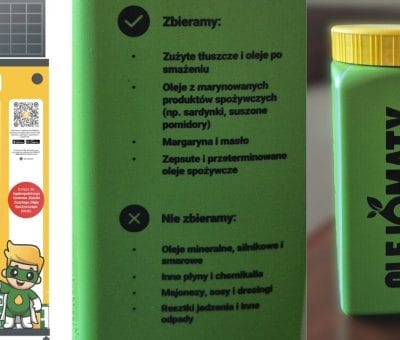 Zbieramy:
• Zużyte tłuszcze i oleje po
smażeniu
• Oleje z marynowanych
produktów spożywczych
(np. sardynki, suszone
pomidory)
• Margaryna i masło
• Zepsute i przeterminowane
oleje spożywcze
Nie zbieramy:
• Oleje mineralne, silnikowe i
smarowe
• Inne płyny i chemikalia
• Majonezy, sosy i dresingi
• Resztki jedzenia i inne
odpady
OLEJOMATY